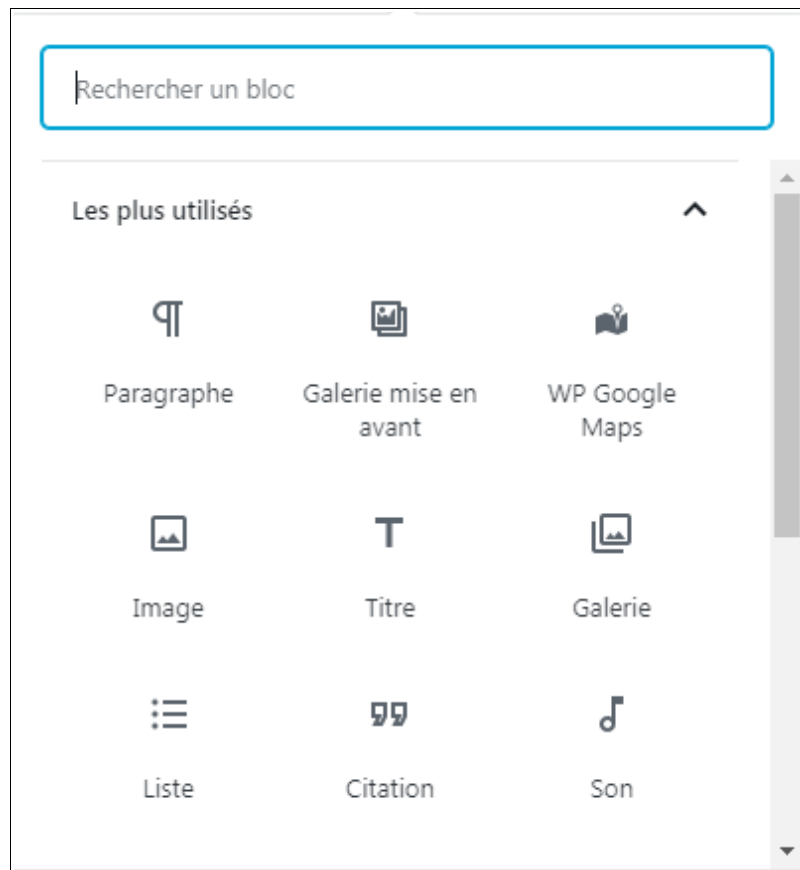 Rechercher un bloc
Les plus utilisés
Paragraphe
Galerie mise en
avant
WP Google
Maps
Image
Titre
Galerie
Liste
Citation
Son